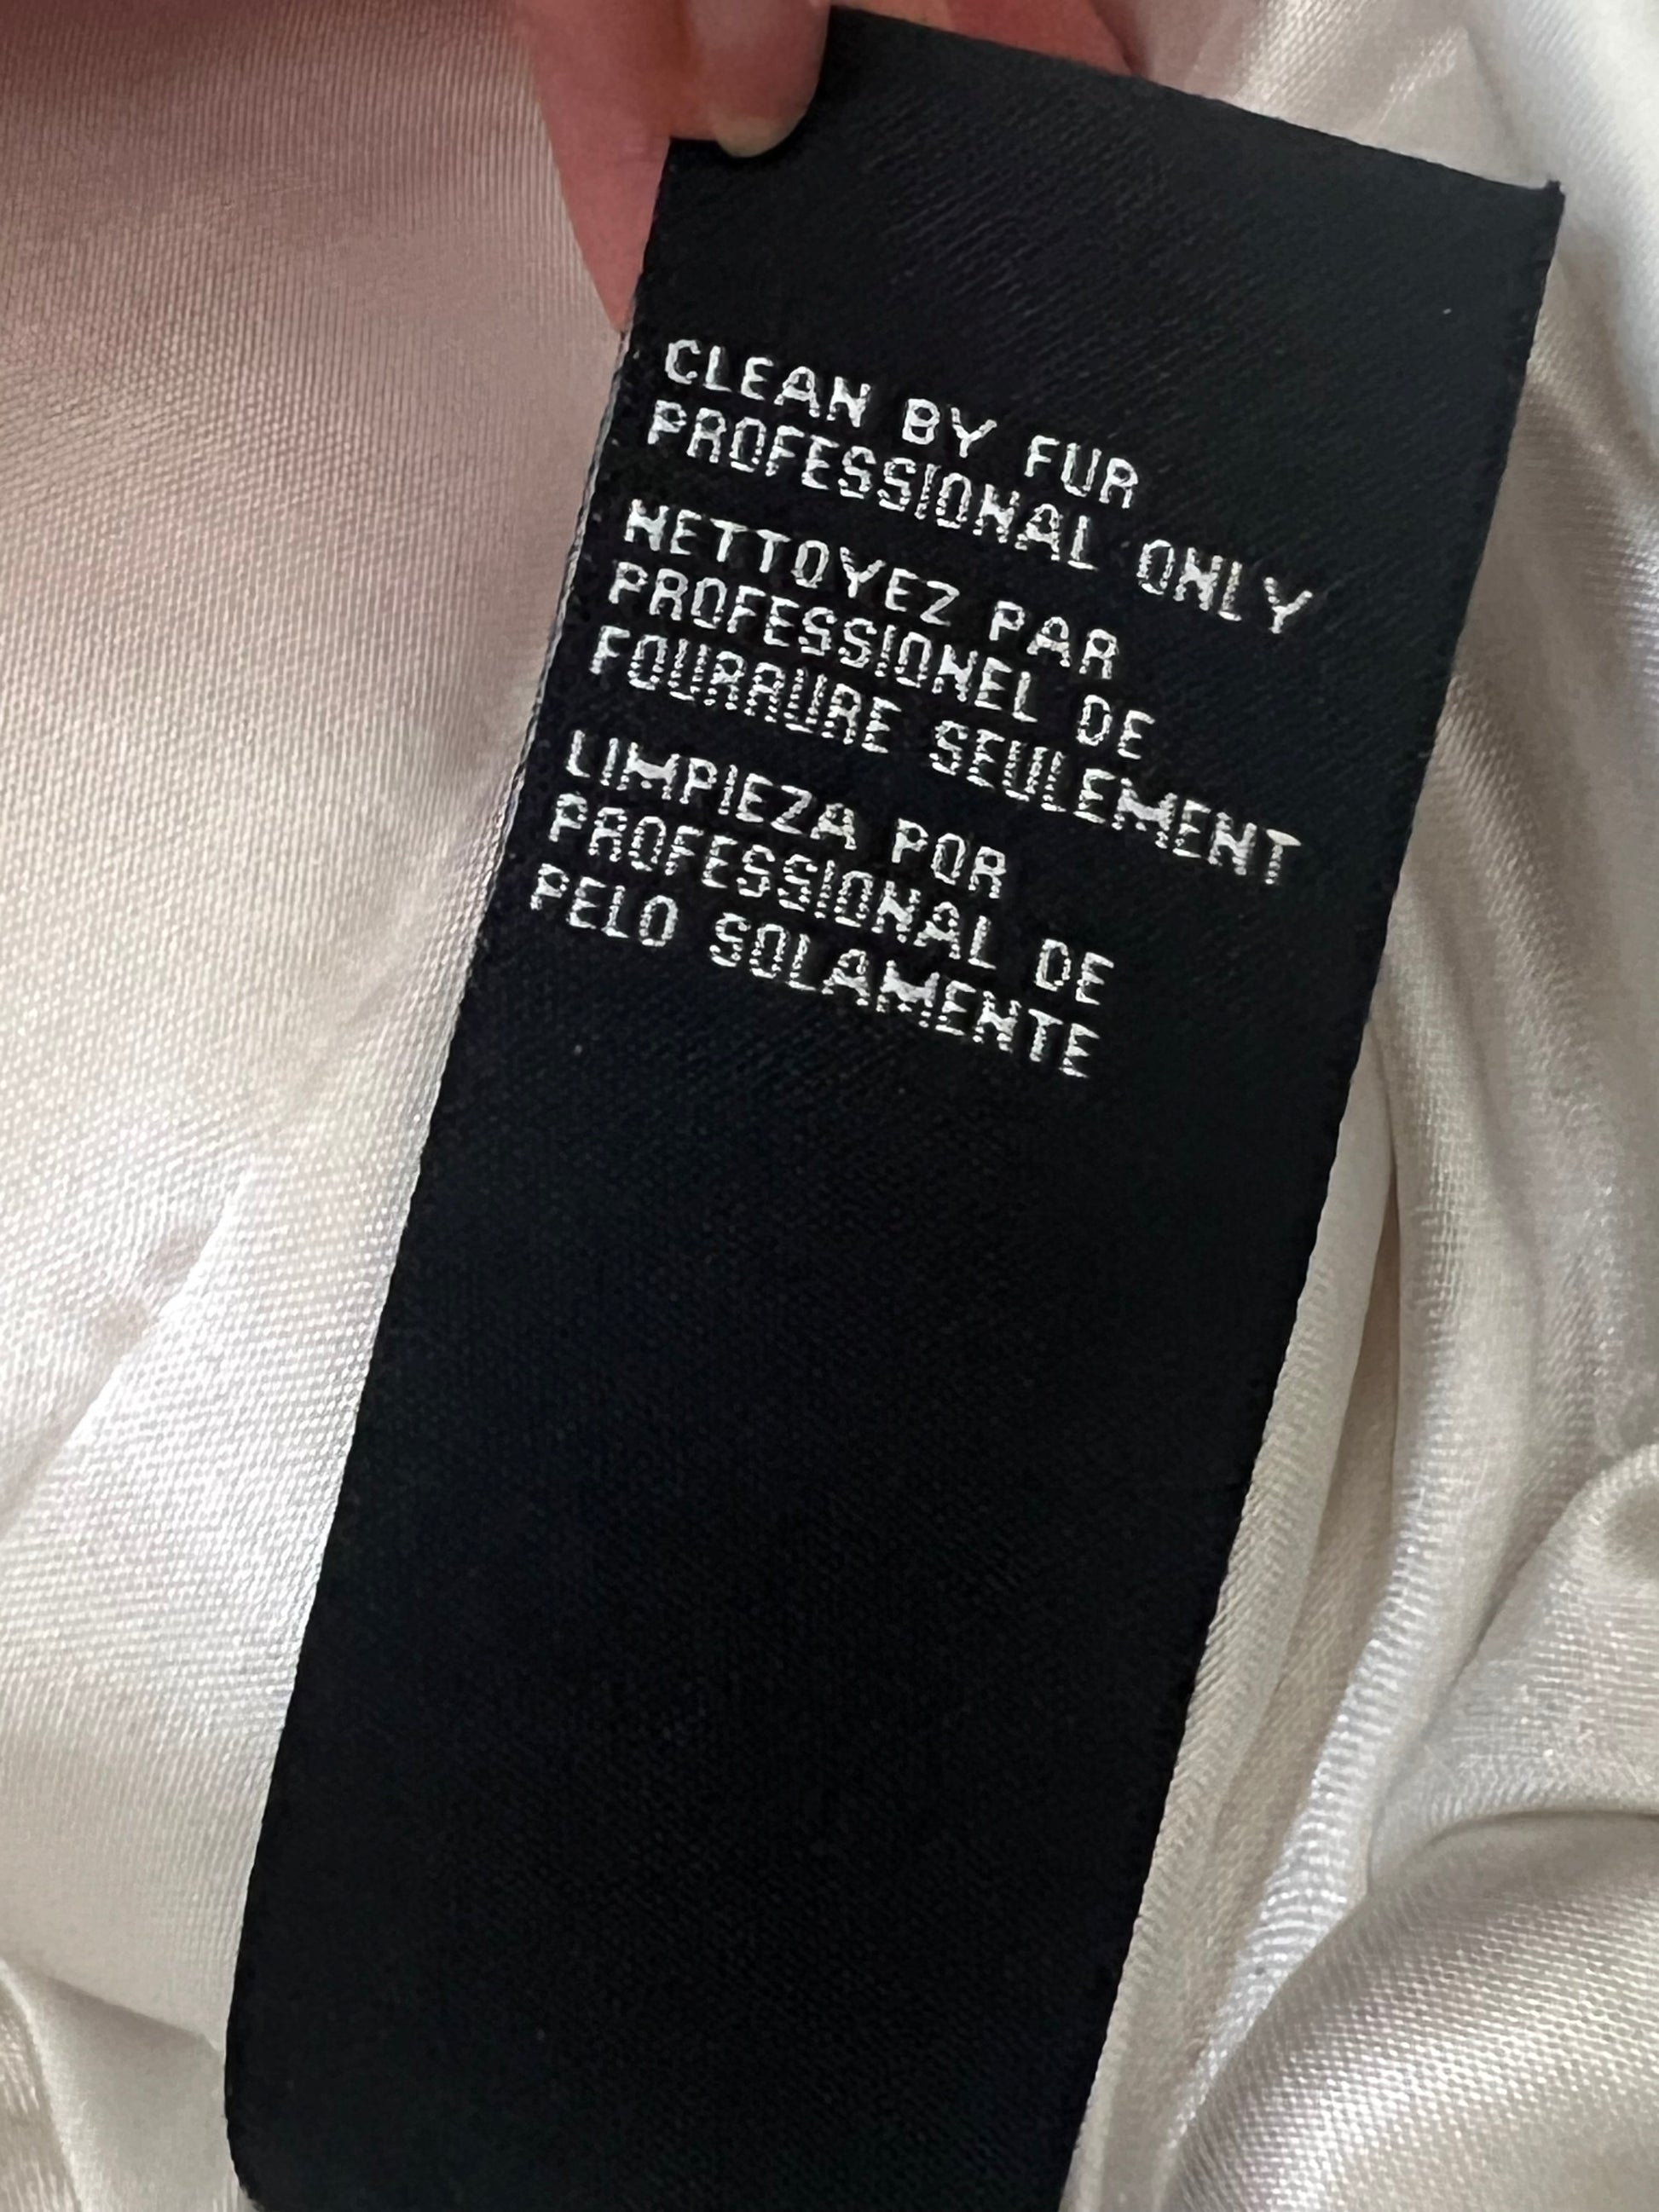 CLEAN BY FUR
PROFESSIONAL ONLY
NETTOYEZ PAR
PROFESSIONEL DE
FOURRURE SEULEMENT
LIMPIEZA POR
PROFESSIONAL DE
PELO SOLAMENTE